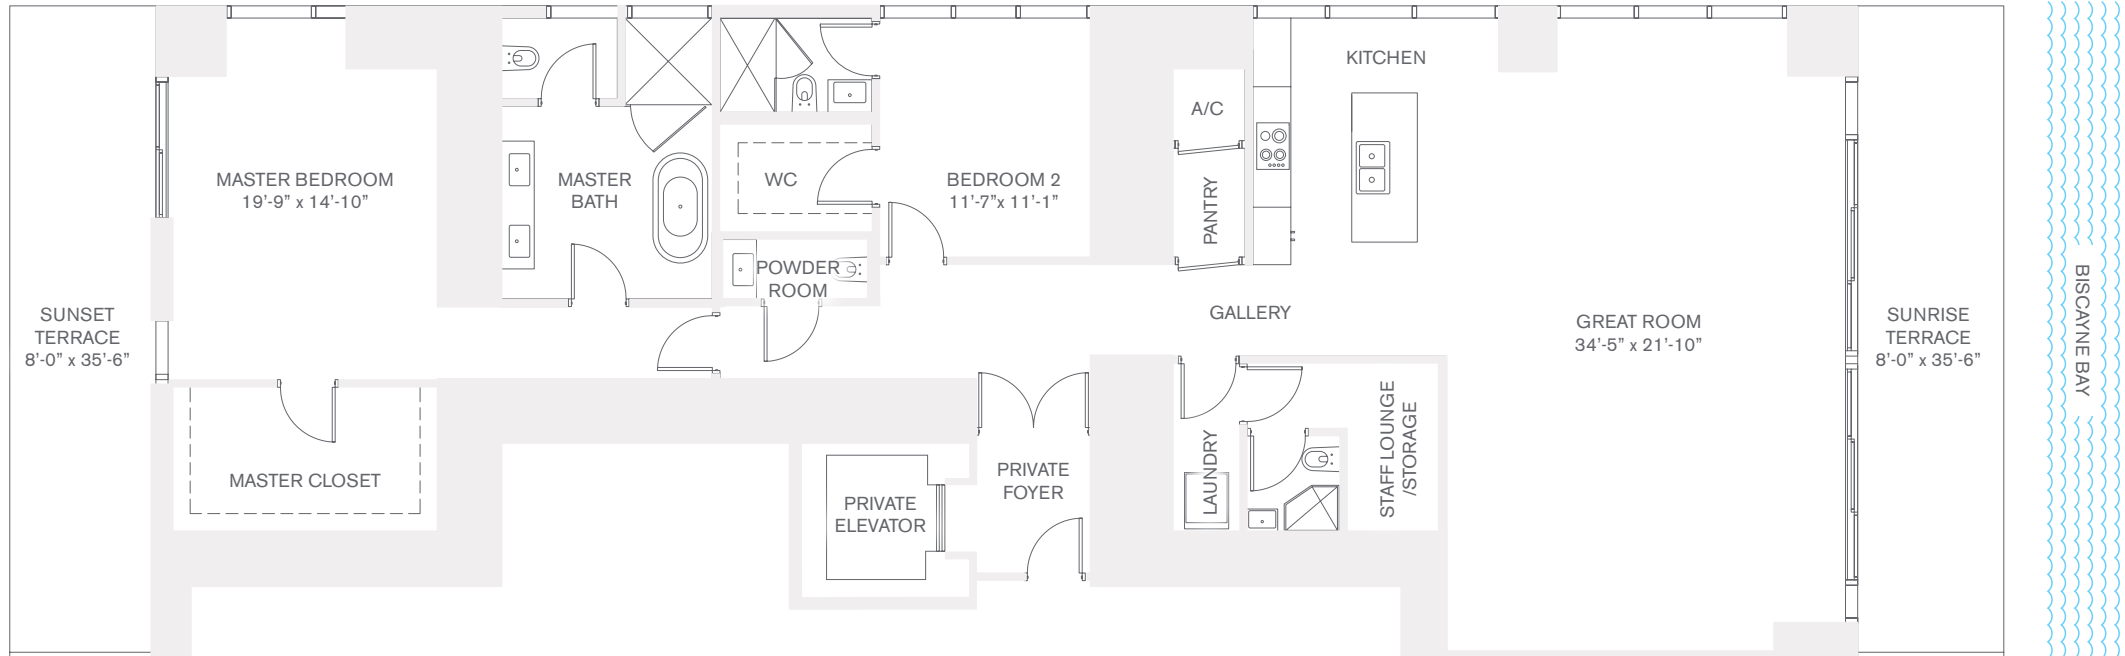 KITCHEN
A/C
MASTER BEDROOM
19’-9” x 14’-10”
MASTER
BATH
WC
BEDROOM 2
11’-7”x 11’-1”
PANTRY
POWDER
ROOM
SUNSET
TERRACE
8’-0” x 35’-6”
GALLERY
GREAT ROOM
34’-5” x 21’-10”
SUNRISE
TERRACE
8’-0” x 35’-6”
BISCAYNE BAY
MASTER CLOSET
PRIVATE
ELEVATOR
PRIVATE
FOYER
LAUNDRY
STAFF LOUNGE
/STORAGE